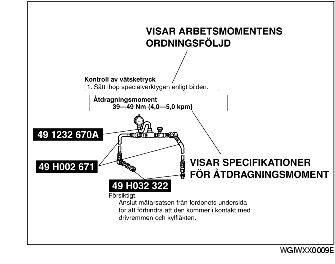 VISAR ARBETSMOMENTENS
ORDNINGSFÖLJD
Kontroll av vätsketryck
1. Sätt ihop specialverktygen enligt bilden.
Åtdragningsmoment
39—49 Nm (4,0—5,0 kpm)
49 1232 670A
49 H002 671
VISAR SPECIFIKATIONER
FÖR ÅTDRAGNINGSMOMENT
49 H032 322
Försiktigt
Anslut mätarsatsen från fordonets undersida
för att förhindra att den kommer i kontakt med
drivremmen och kylfläkten.
WGIWXX0009E